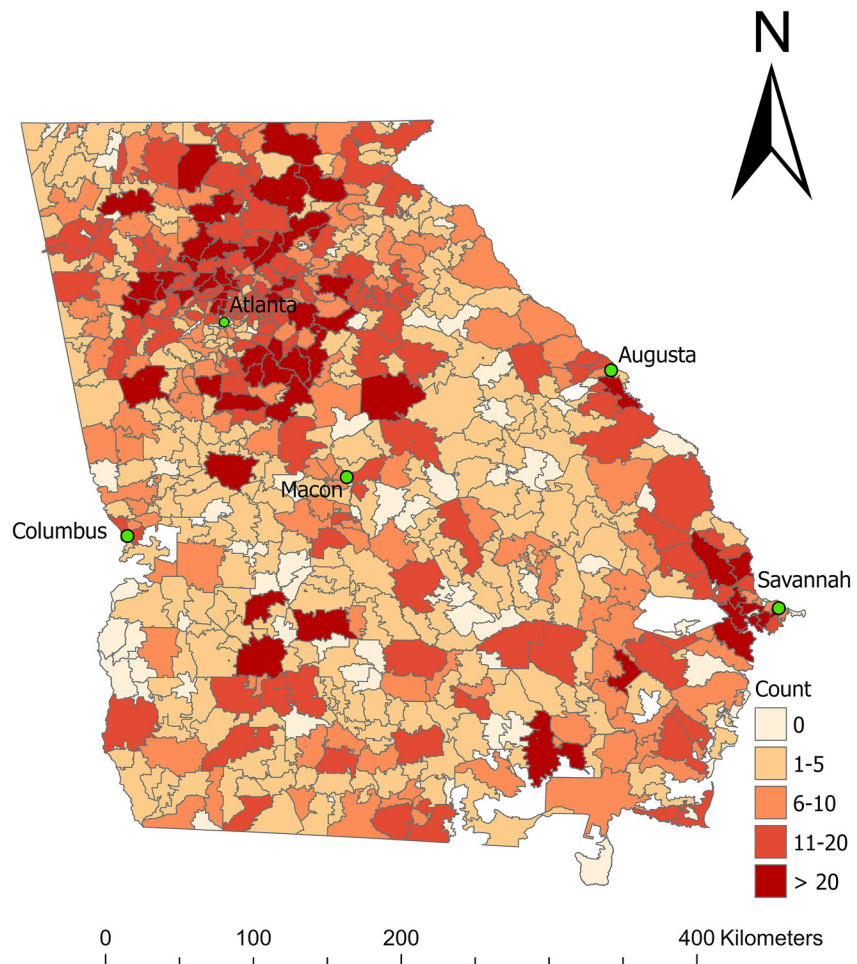 N
Atlanta
Augusta
Macon
Columbus
Savannah
Count
0
1-5
6-10
11-20
> 20
0 100 200 400 Kilometers